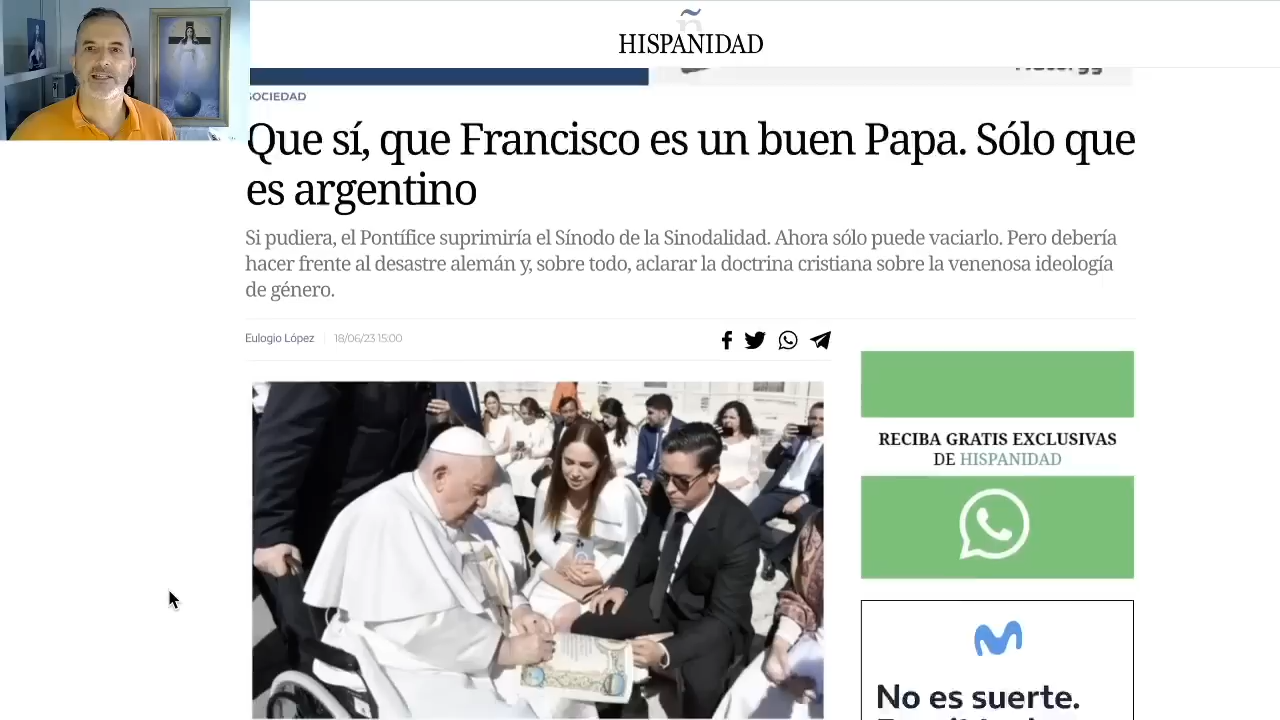 HISPANIDAD
SOCIEDAD
Que sí, que Francisco es un buen Papa. Sólo que
es argentino
Si pudiera, el Pontífice suprimiría el Sínodo de la Sinodalidad. Ahora sólo puede vaciarlo. Pero debería
hacer frente al desastre alemán y, sobre todo, aclarar la doctrina cristiana sobre la venenosa ideología
de género.
Eulogio López 18/06/23 15:00
RECIBA GRATIS EXCLUSIVAS
DE HISPANIDAD
No es suerte.